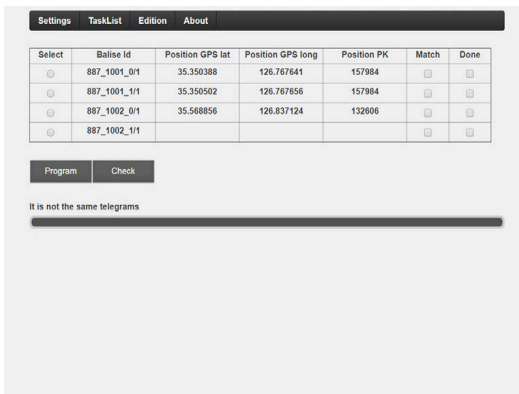 Settings TaskList Edition About
Select Balise Id Position GPS lat Position GPS long Position PK Match Done
887_1001_0/1 35.350388 126.767641 157984
887_1001_1/1 35.350502 126.767656 157984
887_1002_0/1 35.568856 126.837124 132606
887_1002_1/1
Program Check
It is not the same telegrams